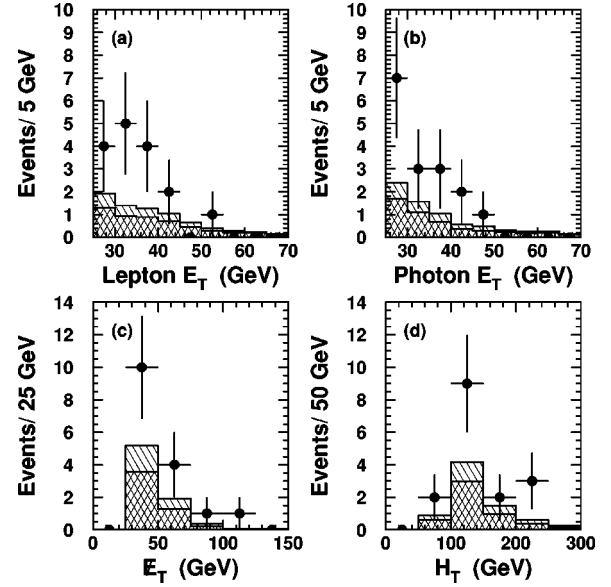 (a)
Events/ 5 GeV
10
9
8
7
6
5
4
3
2
1
0
30 40 50 60 70
Lepton E_T (GeV)
(b)
Events/ 5 GeV
10
9
8
7
6
5
4
3
2
1
0
30 40 50 60 70
Photon E_T (GeV)
(c)
Events/ 25 GeV
14
12
10
8
6
4
2
0
0 50 100 150
E̸_T (GeV)
(d)
Events/ 50 GeV
14
12
10
8
6
4
2
0
0 100 200 300
H_T (GeV)